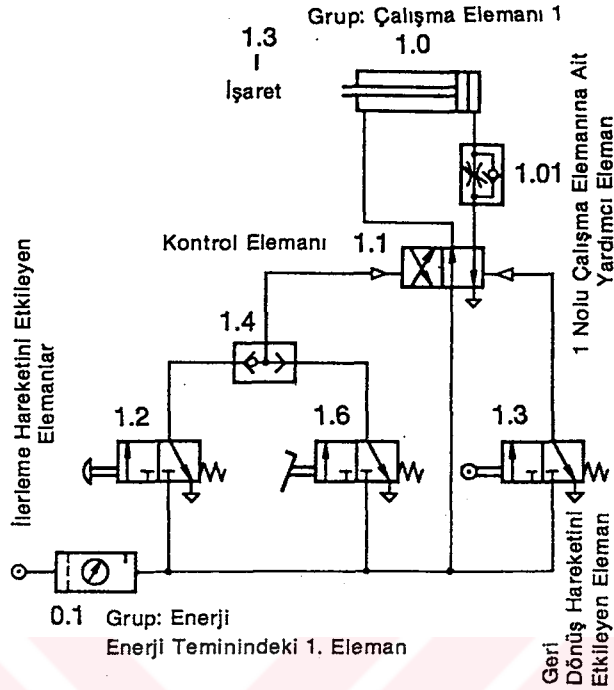 Grup: Çalışma Elemanı 1
1.3
İşaret
1.0
1.01
1 Nolu Çalışma Elemanına Ait
Yardımcı Eleman
Kontrol Elemanı
1.1
1.4
İlerleme Hareketini Etkileyen
Elemanlar
1.2
1.6
1.3
0.1 Grup: Enerji
Enerji Teminindeki 1. Eleman
Geri
Dönüş Hareketini
Etkileyen Eleman